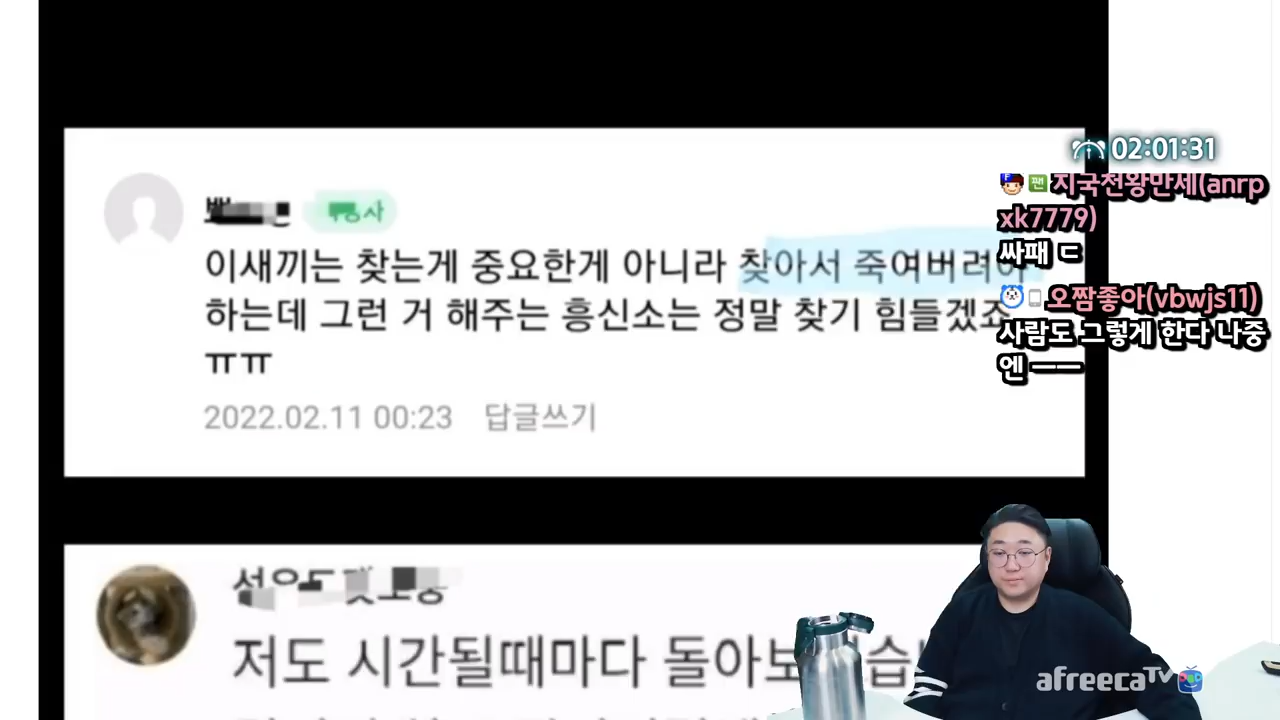 이새끼는 찾는게 중요한게 아니라 찾아서 죽여버려야
하는데 그런 거 해주는 흥신소는 정말 찾기 힘들겠죠
ㅠㅠ
2022.02.11 00:23 답글쓰기
저도 시간될때마다
02:01:31
팬 지국천왕만세(anrp
xk7779)
싸패 ㄷ
오짬좋아(vbwjs11)
사람도 그렇게 한다 나중
엔 ㅡㅡ
afreecaTV